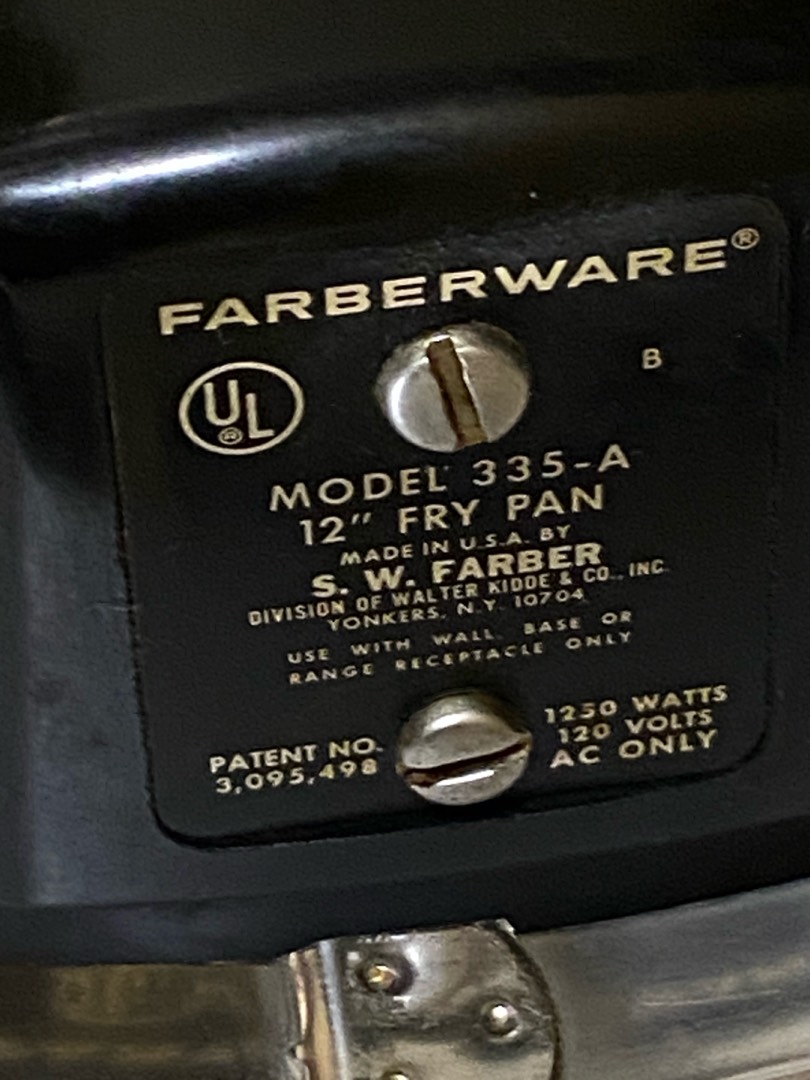 FARBERWARE®
UL® B
MODEL 335-A
12" FRY PAN
MADE IN U.S.A. BY
S. W. FARBER
DIVISION OF WALTER KIDDE & CO., INC.
YONKERS, N.Y. 10704
USE WITH WALL, BASE OR
RANGE RECEPTACLE ONLY
PATENT NO.
3,095,498
1250 WATTS
120 VOLTS
AC ONLY